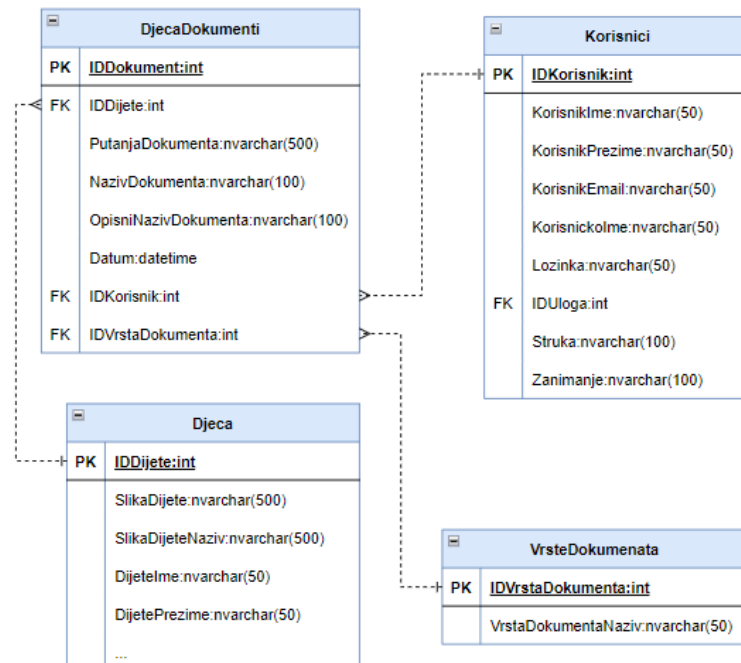 DjecaDokumenti
PK IDDokument:int
FK IDDijete:int
PutanjaDokumenta:nvarchar(500)
NazivDokumenta:nvarchar(100)
OpisniNazivDokumenta:nvarchar(100)
Datum:datetime
FK IDKorisnik:int
FK IDVrstaDokumenta:int
Korisnici
PK IDKorisnik:int
KorisnikIme:nvarchar(50)
KorisnikPrezime:nvarchar(50)
KorisnikEmail:nvarchar(50)
KorisnickoIme:nvarchar(50)
Lozinka:nvarchar(50)
FK IDUloga:int
Struka:nvarchar(100)
Zanimanje:nvarchar(100)
Djeca
PK IDDijete:int
SlikaDijete:nvarchar(500)
SlikaDijeteNaziv:nvarchar(500)
DijeteIme:nvarchar(50)
DijetePrezime:nvarchar(50)
...
VrsteDokumenata
PK IDVrstaDokumenta:int
VrstaDokumentaNaziv:nvarchar(50)